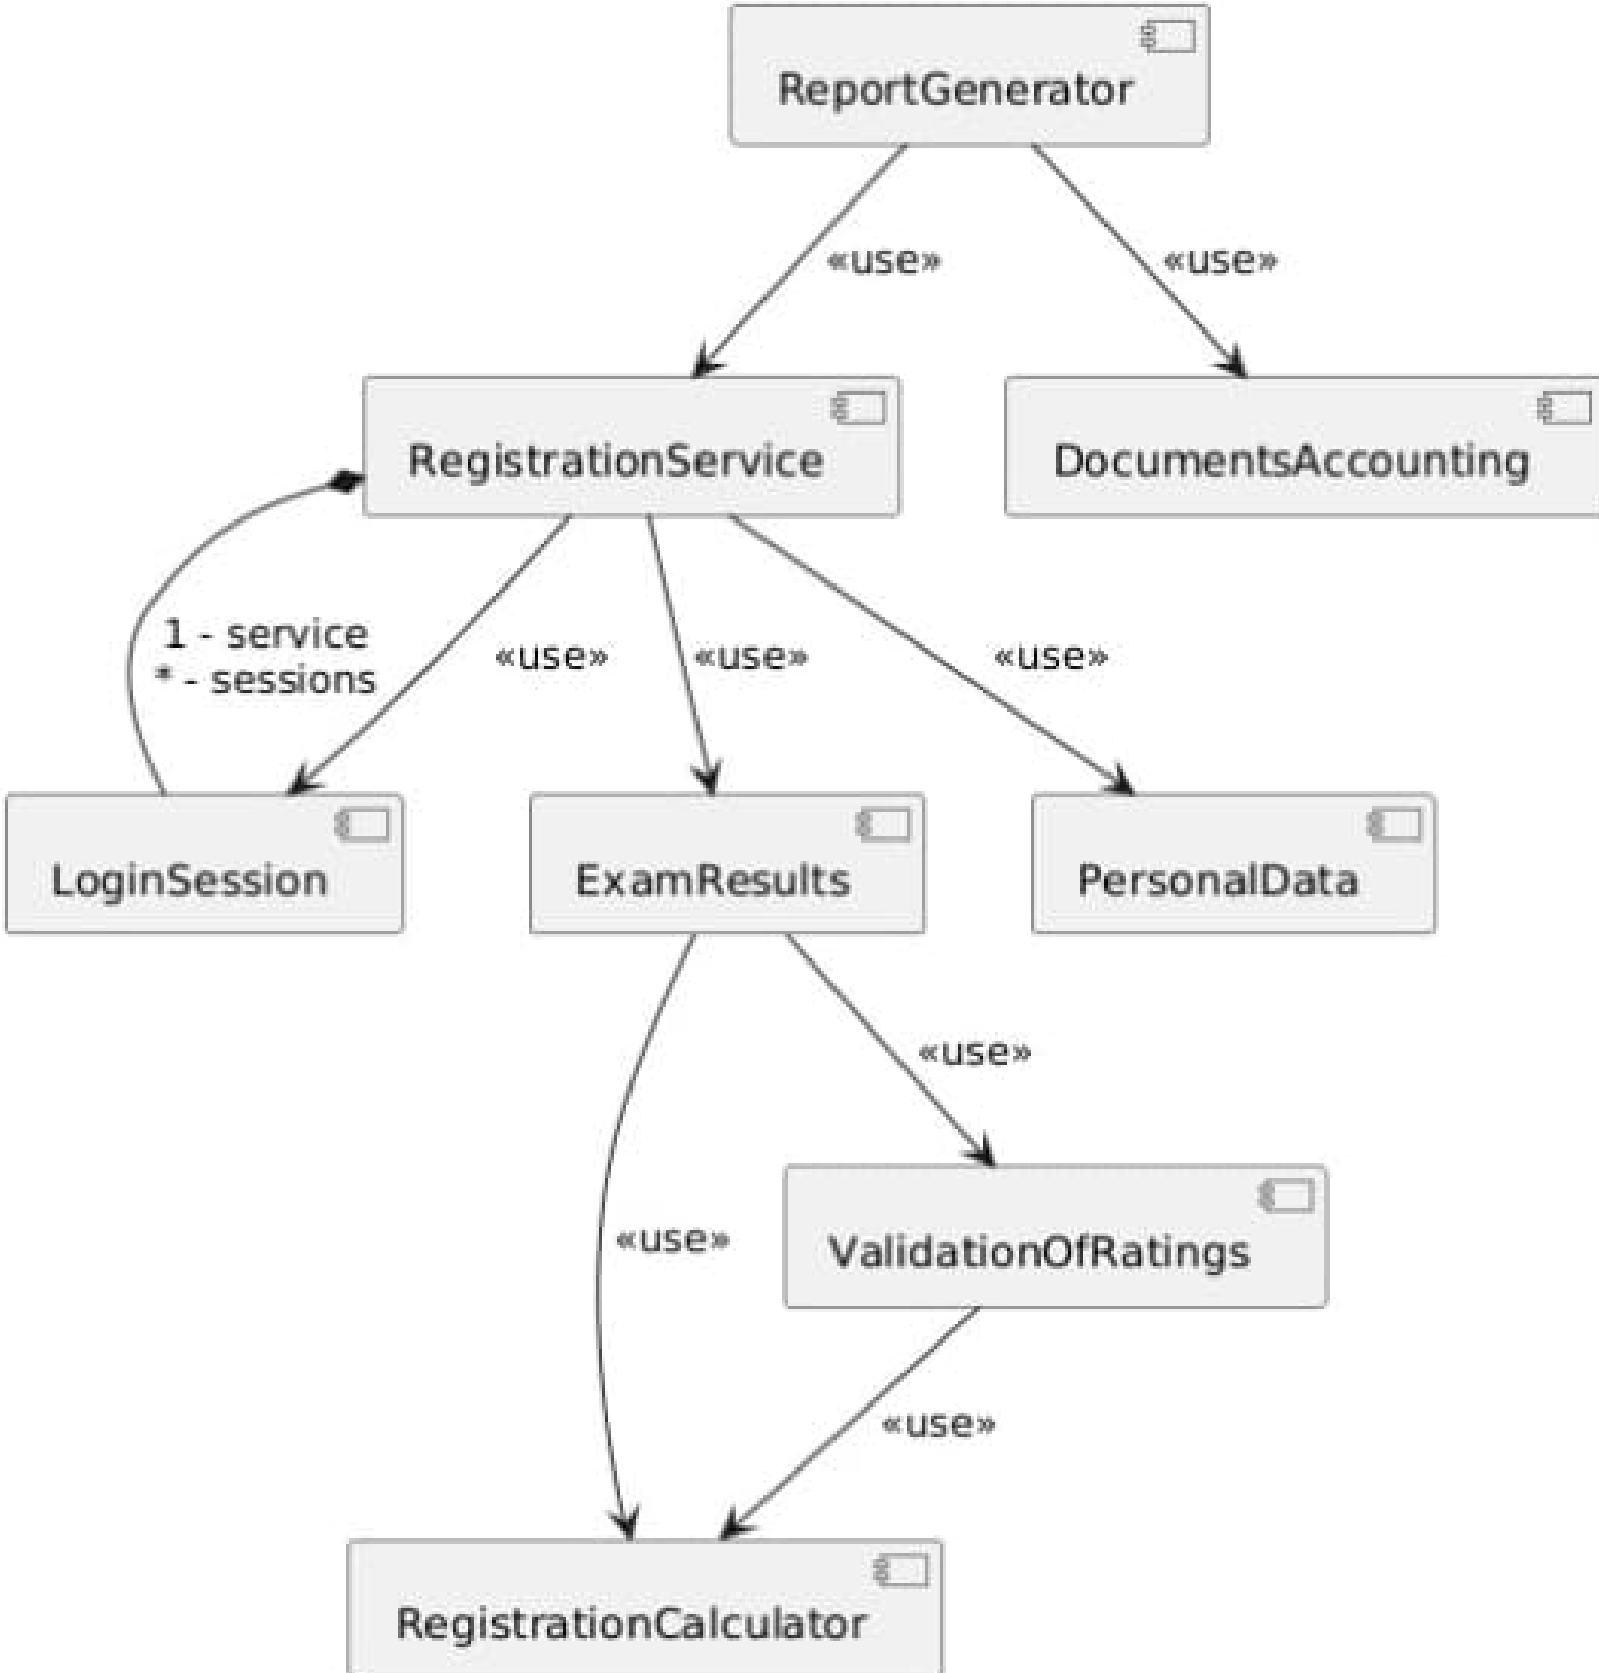 ReportGenerator
«use»
«use»
RegistrationService
DocumentsAccounting
1 - service
* - sessions
«use»
«use»
«use»
LoginSession
ExamResults
PersonalData
«use»
«use»
ValidationOfRatings
«use»
RegistrationCalculator